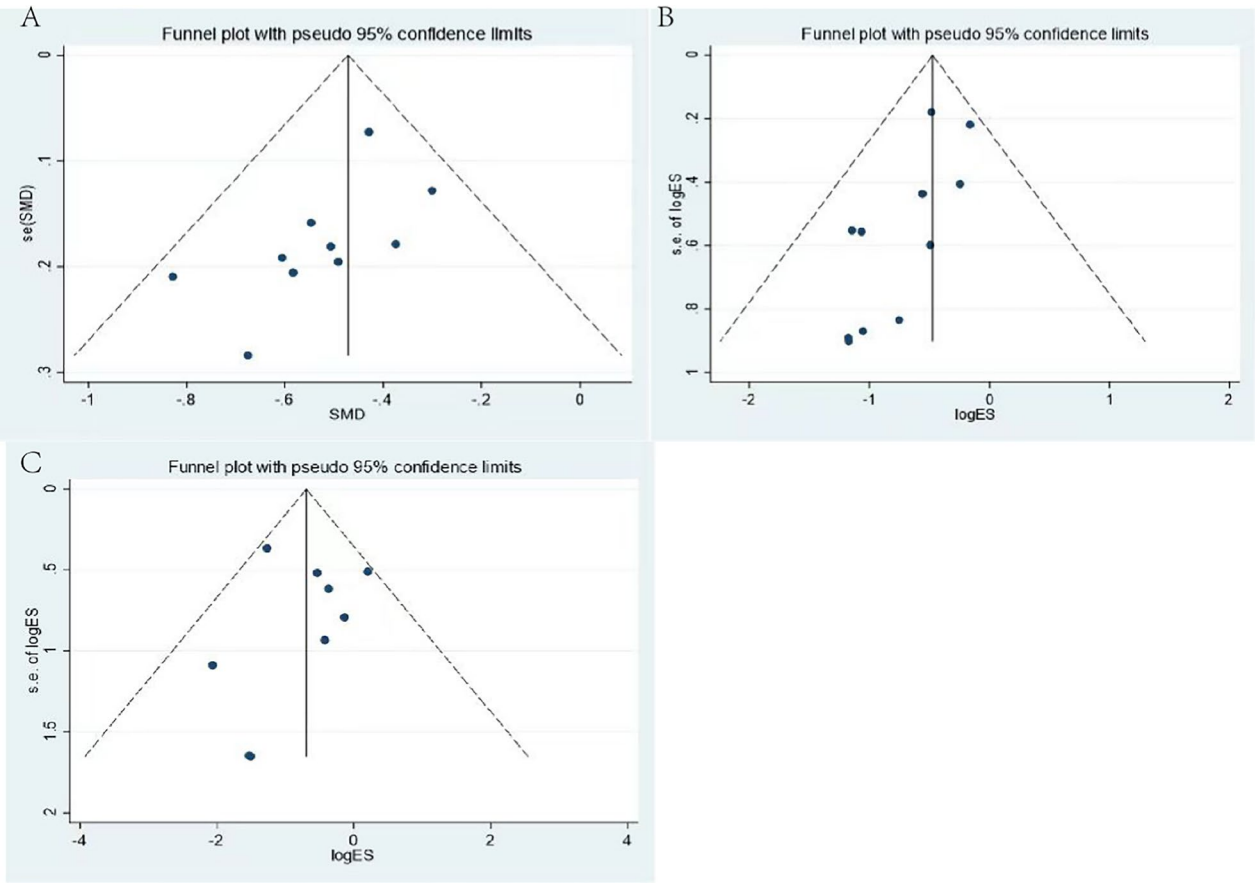 A
Funnel plot with pseudo 95% confidence limits
se(SMD)
0
.1
.2
.3
-1 -.8 -.6 -.4 -.2 0
SMD
B
Funnel plot with pseudo 95% confidence limits
s.e. of logES
0
.2
.4
.6
.8
1
-2 -1 0 1 2
logES
C
Funnel plot with pseudo 95% confidence limits
s.e. of logES
0
.5
1
1.5
2
-4 -2 0 2 4
logES